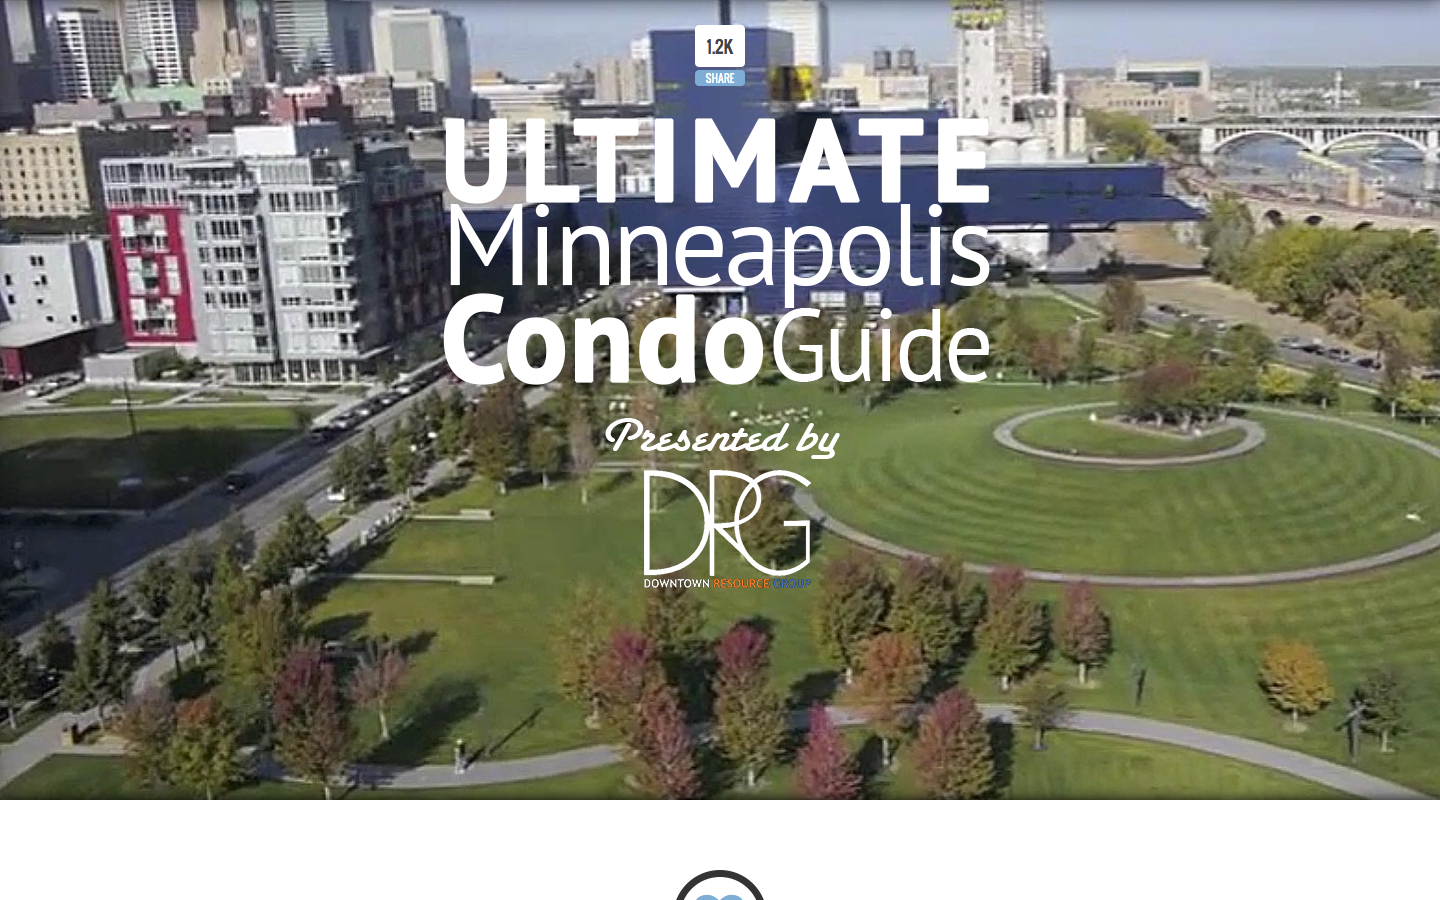 1.2K
SHARE
ULTIMATE
Minneapolis
CondoGuide
Presented by
DRG
DOWNTOWN RESOURCE GROUP